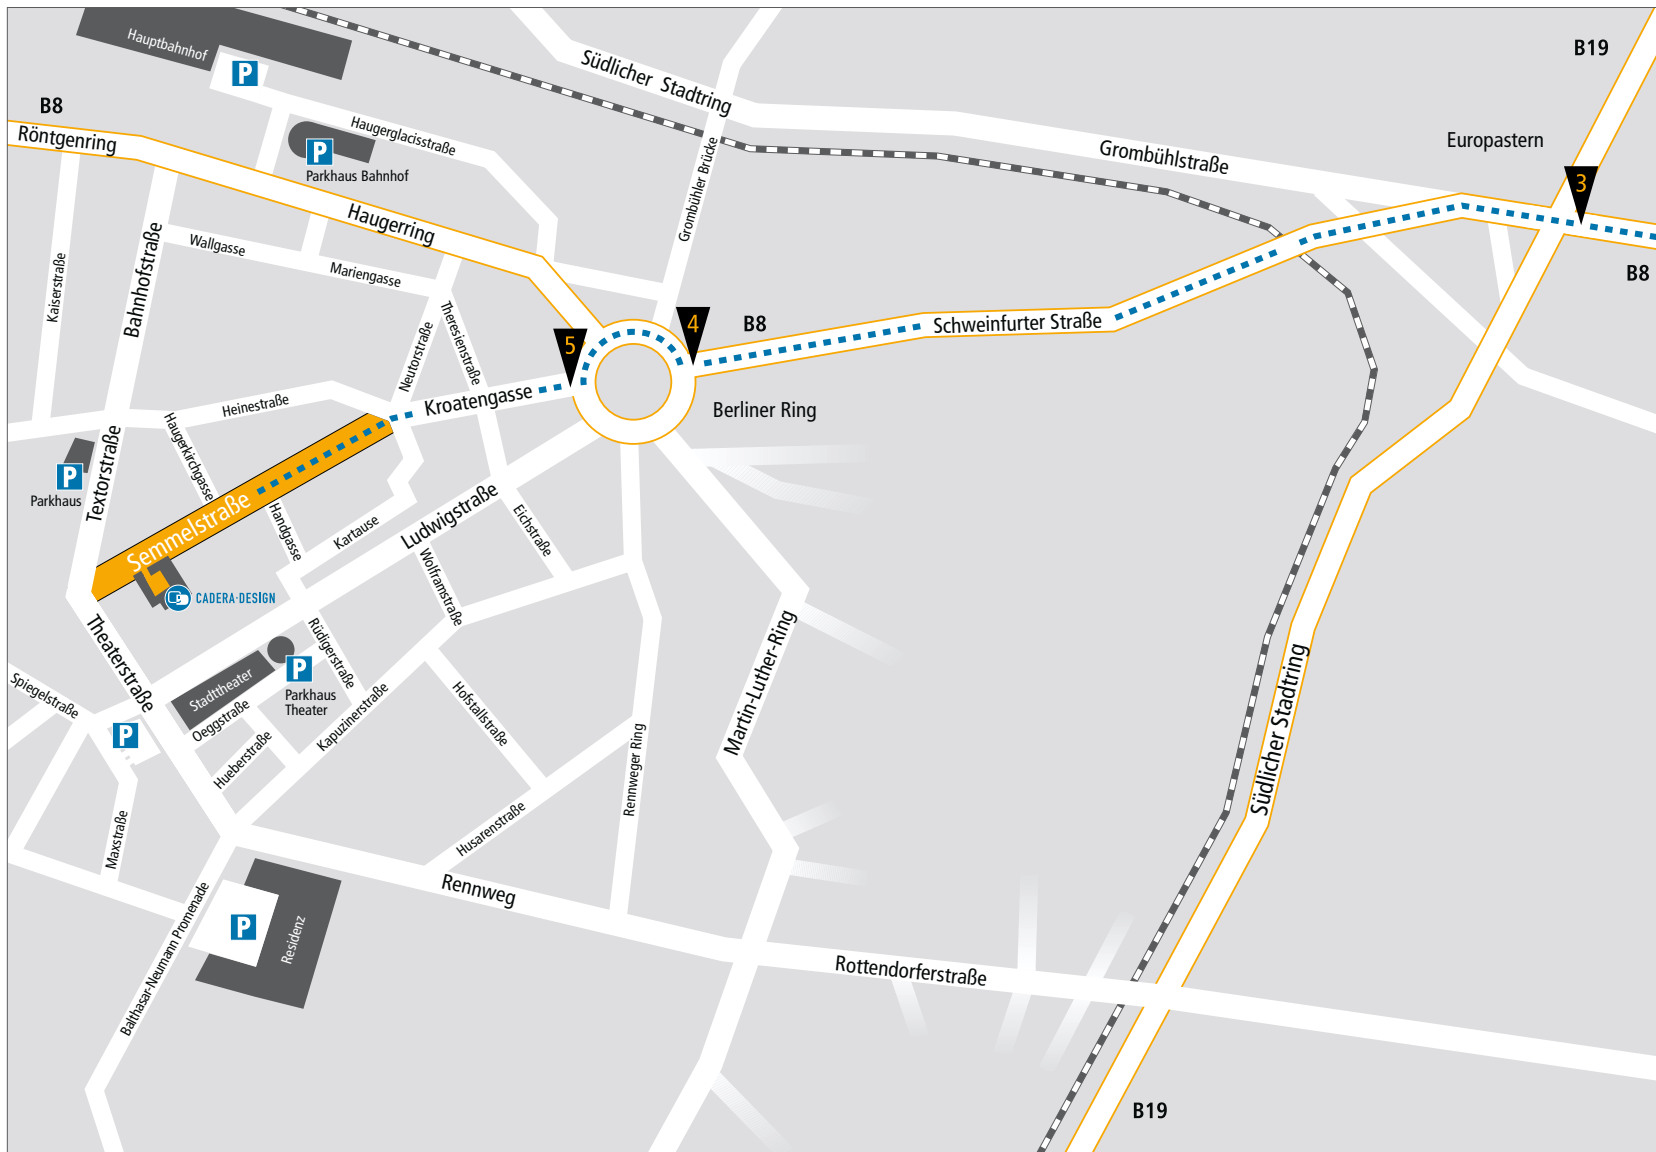 Hauptbahnhof
P
B19
Südlicher Stadtring
B8
Röntgenring
Haugerglacisstraße
P
Parkhaus Bahnhof
Grombühler Brücke
Grombühlstraße
Europastern
3
Haugerring
Wallgasse
Mariengasse
Kaiserstraße
Bahnhofstraße
B8
Neutorstraße
Theresienstraße
5
4
B8
Schweinfurter Straße
Kroatengasse
Berliner Ring
Heinestraße
Haugerkirchgasse
Textorstraße
P
Parkhaus
Semmelstraße
Handgasse
Kartause
Ludwigstraße
Eichstraße
Wolframstraße
CADERA·DESIGN
Theaterstraße
Rüdigerstraße
Stadttheater
P
Parkhaus
Theater
Spiegelstraße
Oeggstraße
P
Hueberstraße
Kapuzinerstraße
Hofstallstraße
Martin-Luther-Ring
Südlicher Stadtring
Rennweger Ring
Maxstraße
Husarenstraße
Rennweg
P
Residenz
Balthasar-Neumann Promenade
Rottendorferstraße
B19